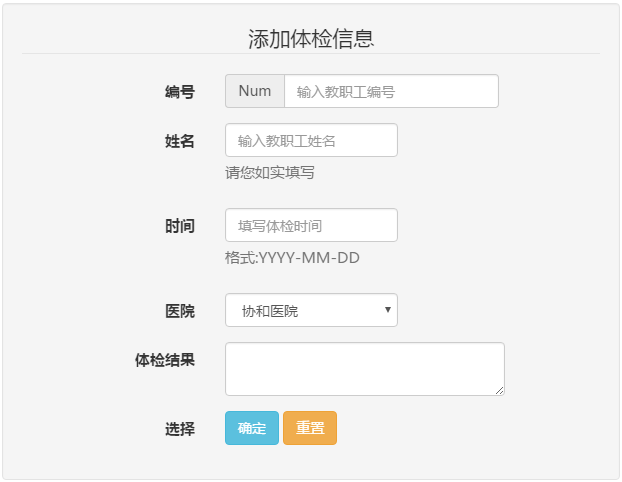 添加体检信息
编号 Num 输入教职工编号
姓名 输入教职工姓名
请您如实填写
时间 填写体检时间
格式:YYYY-MM-DD
医院 协和医院
体检结果
选择 确定 重置